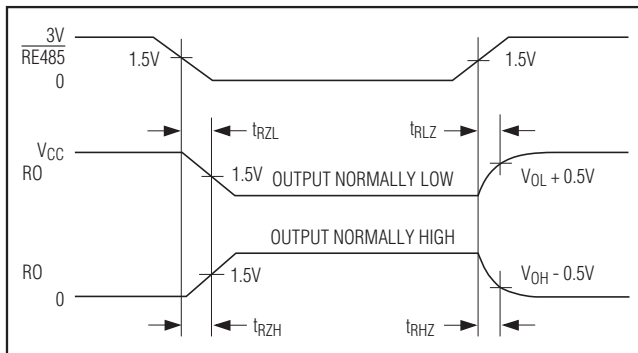 3V
RE485
0
1.5V
1.5V
tRZL
tRLZ
VCC
RO
1.5V
OUTPUT NORMALLY LOW
VOL + 0.5V
OUTPUT NORMALLY HIGH
RO
0
1.5V
VOH - 0.5V
tRZH
tRHZ